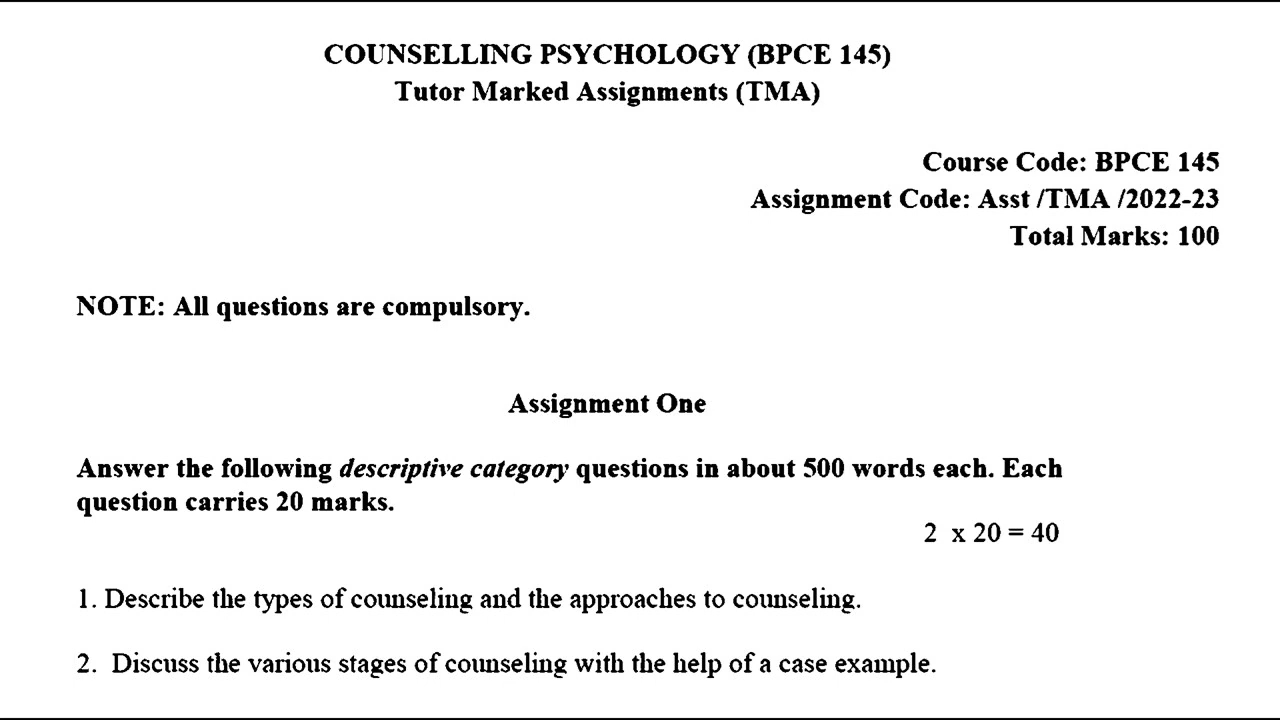 COUNSELLING PSYCHOLOGY (BPCE 145)
Tutor Marked Assignments (TMA)
Course Code: BPCE 145
Assignment Code: Asst /TMA /2022-23
Total Marks: 100
NOTE: All questions are compulsory.
Assignment One
Answer the following descriptive category questions in about 500 words each. Each
question carries 20 marks.
2 x 20 = 40
1. Describe the types of counseling and the approaches to counseling.
2. Discuss the various stages of counseling with the help of a case example.